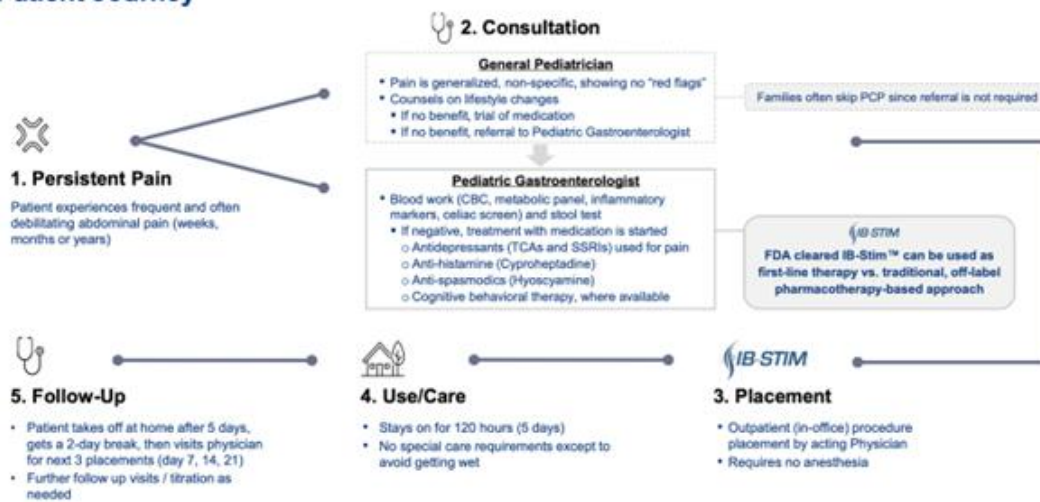 Patient Journey
2. Consultation
General Pediatrician
• Pain is generalized, non-specific, showing no "red flags"
• Counsels on lifestyle changes
• If no benefit, trial of medication
• If no benefit, referral to Pediatric Gastroenterologist
Families often skip PCP since referral is not required
1. Persistent Pain
Patient experiences frequent and often
debilitating abdominal pain (weeks,
months or years)
Pediatric Gastroenterologist
• Blood work (CBC, metabolic panel, inflammatory
markers, celiac screen) and stool test
• If negative, treatment with medication is started
○ Antidepressants (TCAs and SSRIs) used for pain
○ Anti-histamine (Cyproheptadine)
○ Anti-spasmodics (Hyoscyamine)
○ Cognitive behavioral therapy, where available
IB-STIM
FDA cleared IB-Stim™ can be used as
first-line therapy vs. traditional, off-label
pharmacotherapy-based approach
5. Follow-Up
• Patient takes off at home after 5 days,
gets a 2-day break, then visits physician
for next 3 placements (day 7, 14, 21)
• Further follow up visits / titration as
needed
4. Use/Care
• Stays on for 120 hours (5 days)
• No special care requirements except to
avoid getting wet
IB-STIM
3. Placement
• Outpatient (in-office) procedure
placement by acting Physician
• Requires no anesthesia